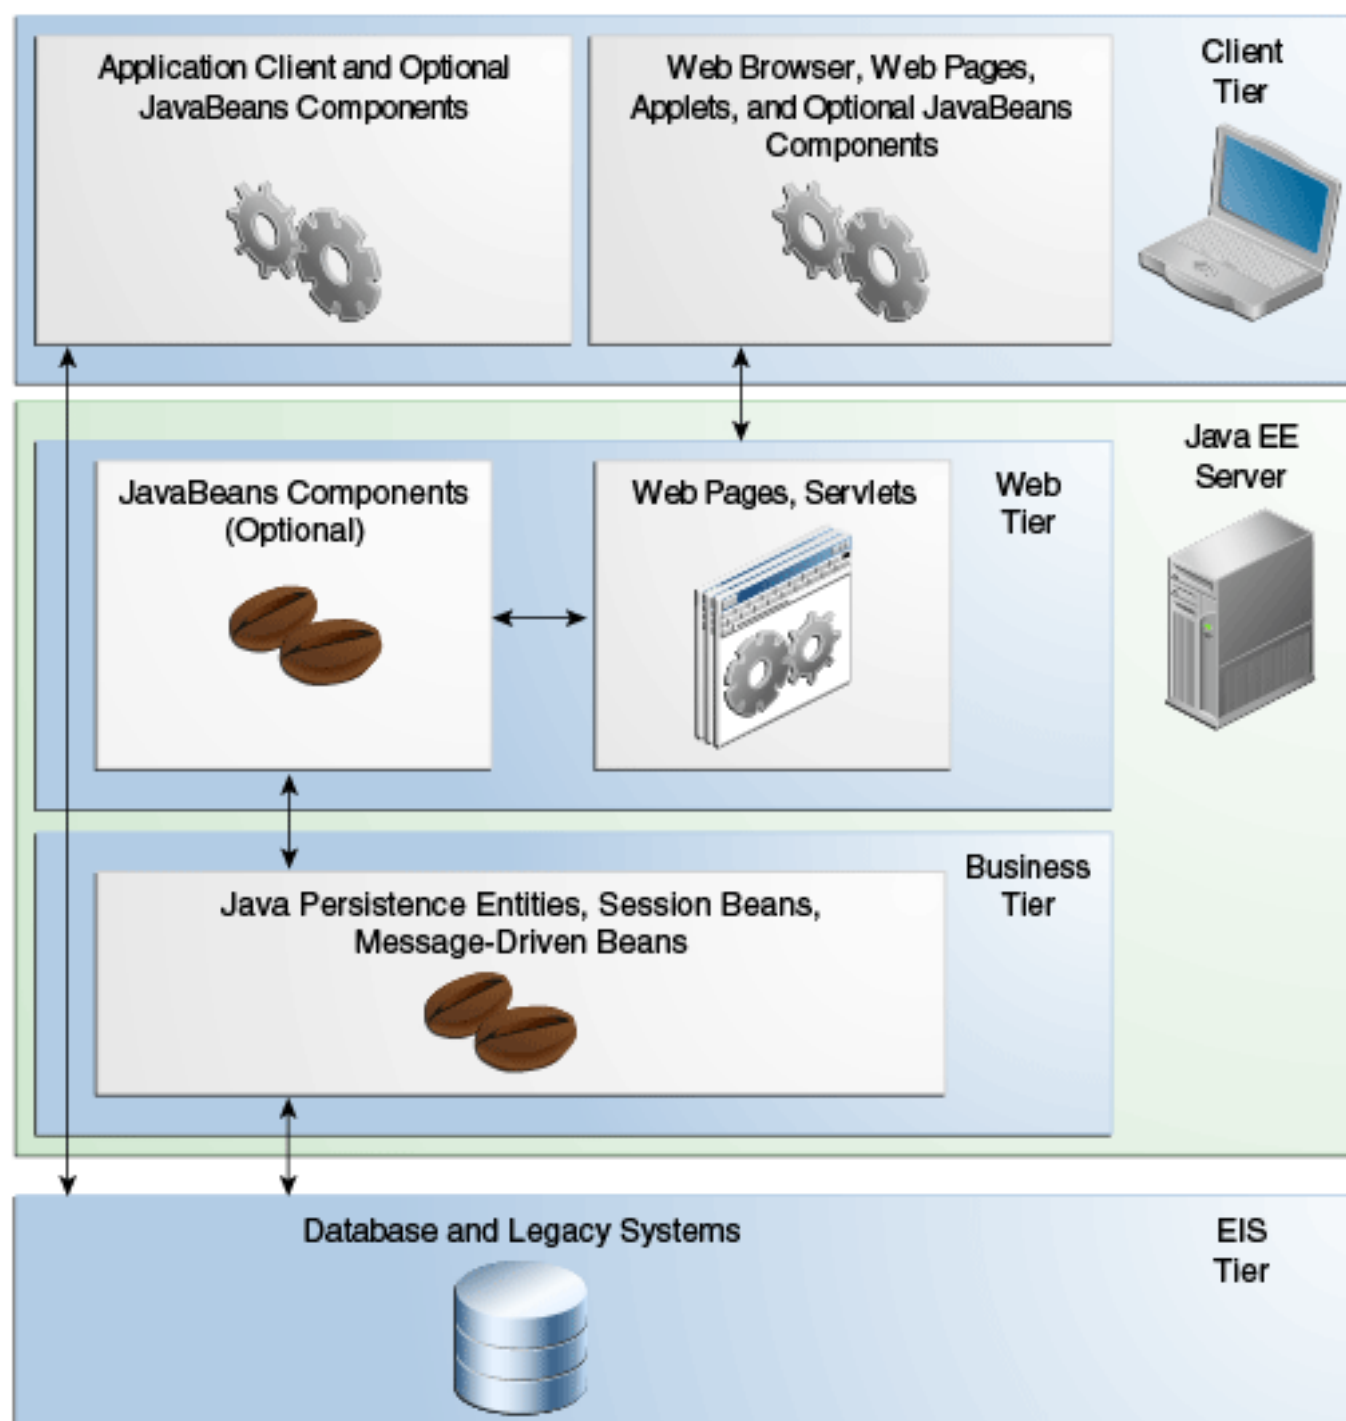 Application Client and Optional
JavaBeans Components
Web Browser, Web Pages,
Applets, and Optional JavaBeans
Components
Client
Tier
Java EE
Server
JavaBeans Components
(Optional)
Web Pages, Servlets
Web
Tier
Business
Tier
Java Persistence Entities, Session Beans,
Message-Driven Beans
Database and Legacy Systems
EIS
Tier